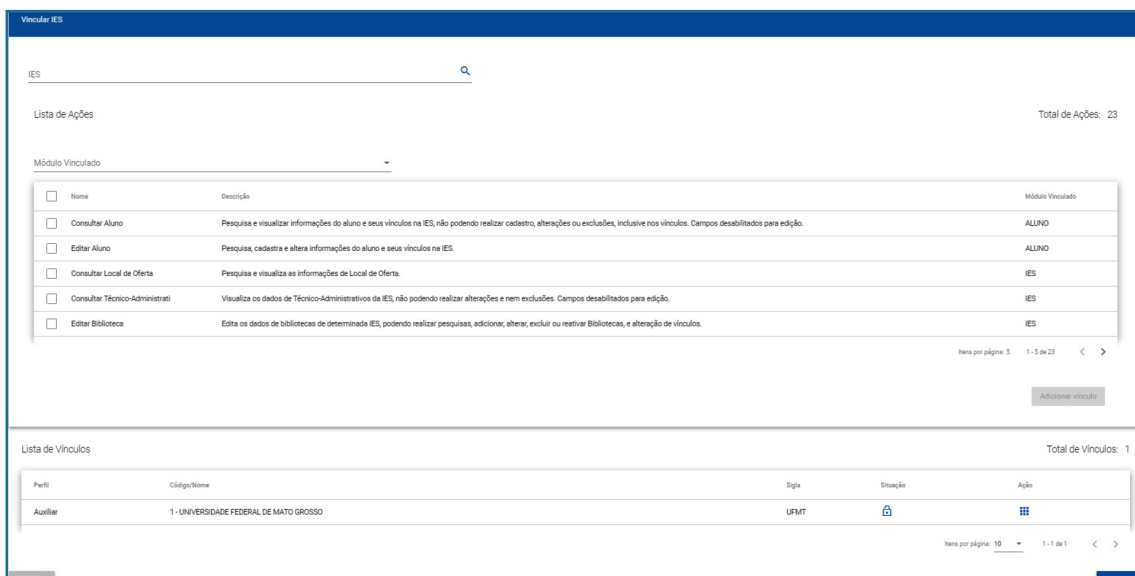 Vincular IES
IES
Lista de Ações Total de Ações: 23
Módulo Vinculado
Nome Descrição Módulo Vinculado
Consultar Aluno Pesquisa e visualizar informações do aluno e seus vínculos na IES, não podendo realizar cadastro, alterações ou exclusões, inclusive nos vínculos. Campos desabilitados para edição. ALUNO
Editar Aluno Pesquisa, cadastra e altera informações do aluno e seus vínculos na IES. ALUNO
Consultar Local de Oferta Pesquisa e visualiza as informações de Local de Oferta. IES
Consultar Técnico-Administrati Visualiza os dados de Técnico-Administrativos da IES, não podendo realizar alterações e nem exclusões. Campos desabilitados para edição. IES
Editar Biblioteca Edita os dados de bibliotecas de determinada IES, podendo realizar pesquisas, adicionar, alterar, excluir ou reativar Bibliotecas, e alteração de vínculos. IES
Itens por página: 5 1 - 5 de 23
Adicionar vínculo
Lista de Vínculos Total de Vínculos: 1
Perfil Código/Nome Sigla Situação Ação
Auxiliar 1 - UNIVERSIDADE FEDERAL DE MATO GROSSO UFMT
Itens por página: 10 1 - 1 de 1